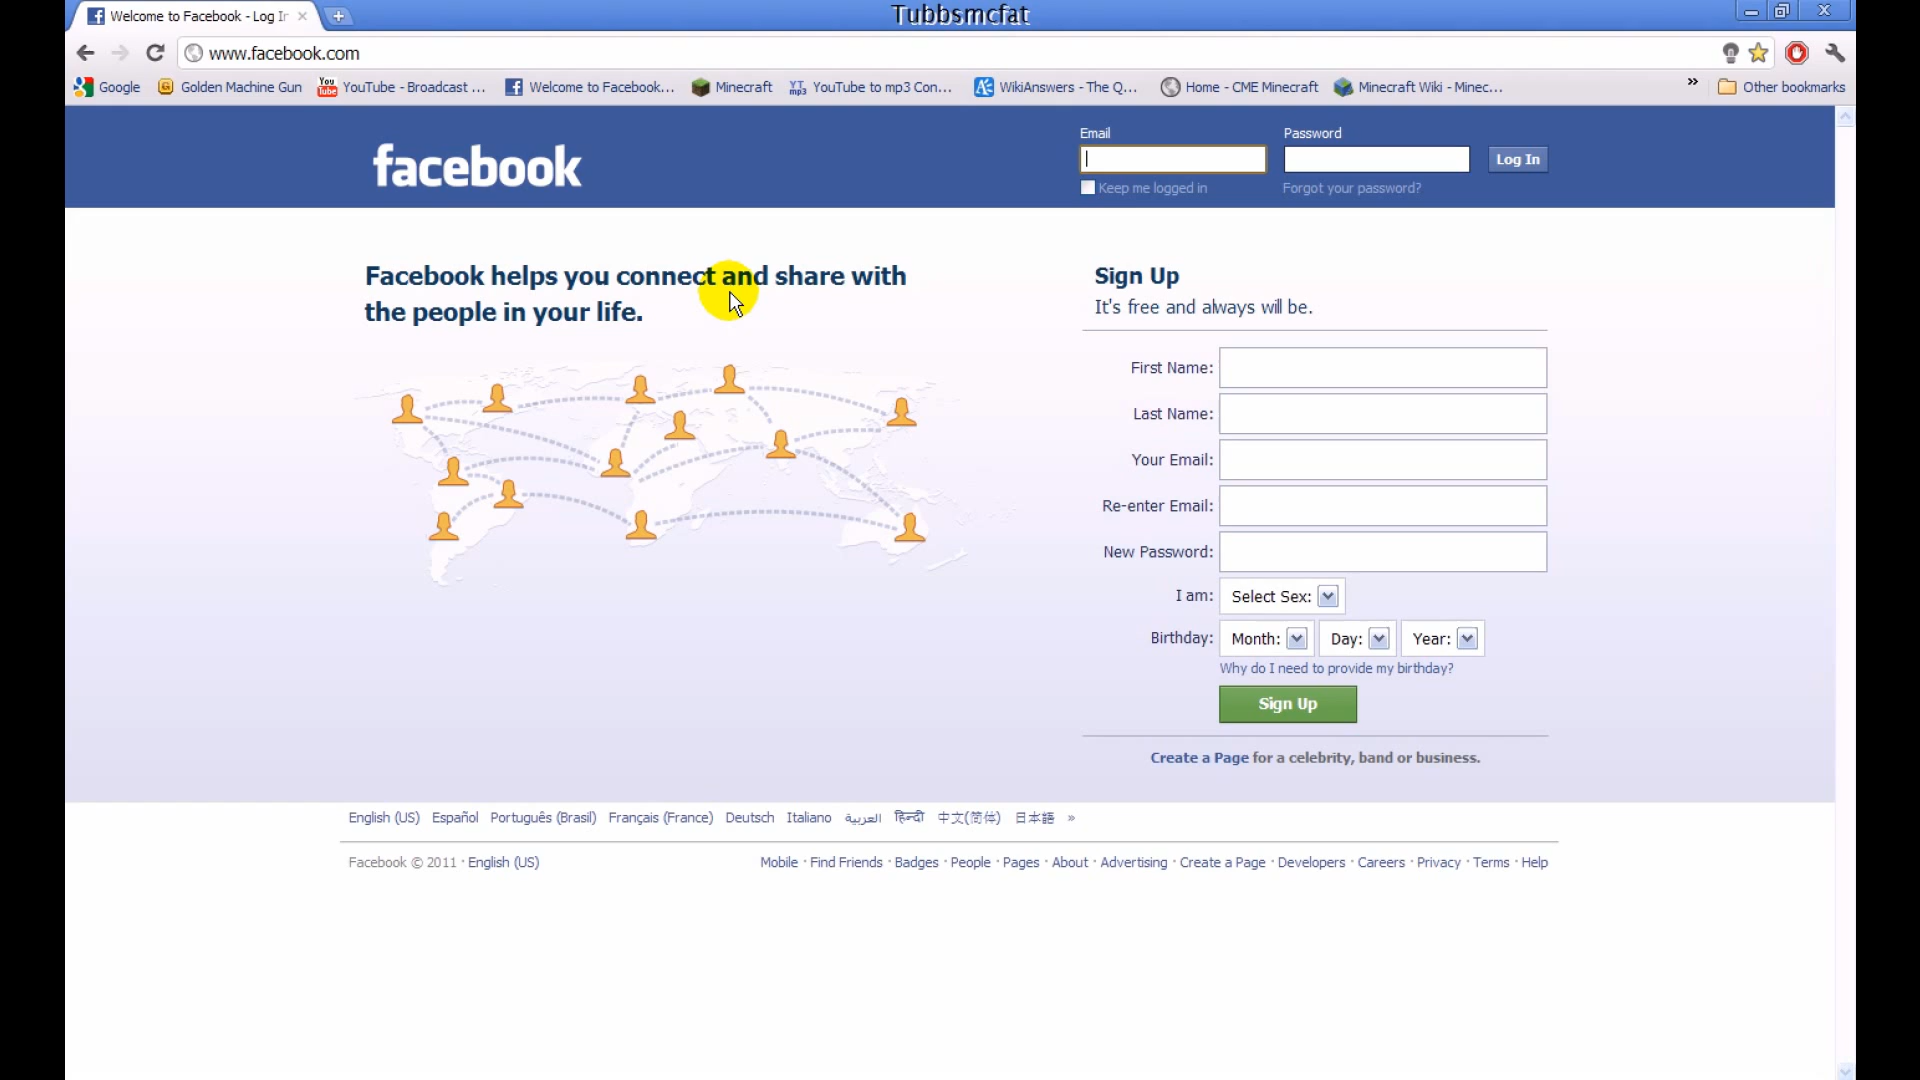 Welcome to Facebook - Log Ir
Tubbsmcfat
www.facebook.com
Google
Golden Machine Gun
You Tube
YouTube - Broadcast ...
Welcome to Facebook...
Minecraft
YT mp3
YouTube to mp3 Con...
WikiAnswers - The Q...
Home - CME Minecraft
Minecraft Wiki - Minec...
»
Other bookmarks
facebook
Email
Password
Log In
Keep me logged in
Forgot your password?
Facebook helps you connect and share with
the people in your life.
Sign Up
It's free and always will be.
First Name:
Last Name:
Your Email:
Re-enter Email:
New Password:
I am: Select Sex:
Birthday: Month: Day: Year:
Why do I need to provide my birthday?
Sign Up
Create a Page for a celebrity, band or business.
English (US) Español Português (Brasil) Français (France) Deutsch Italiano العربية हिन्दी 中文(简体) 日本語 »
Facebook © 2011 · English (US)
Mobile · Find Friends · Badges · People · Pages · About · Advertising · Create a Page · Developers · Careers · Privacy · Terms · Help